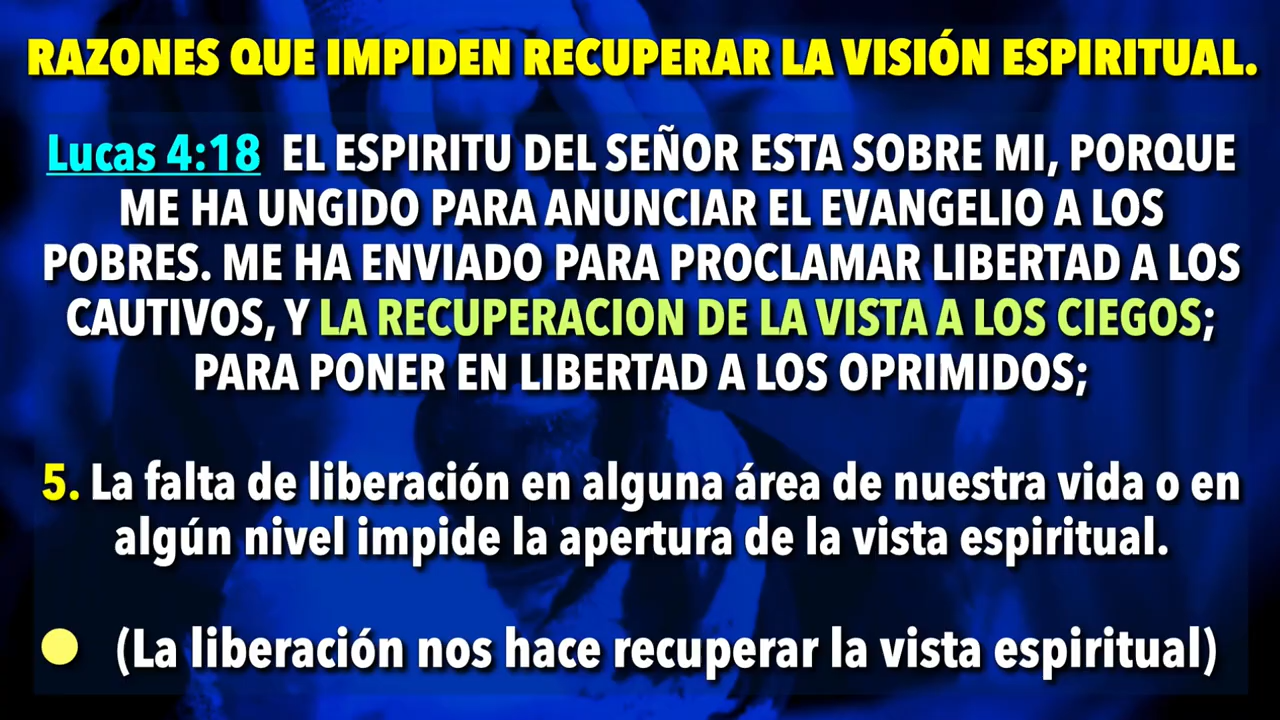 RAZONES QUE IMPIDEN RECUPERAR LA VISIÓN ESPIRITUAL.
Lucas 4:18 EL ESPIRITU DEL SEÑOR ESTA SOBRE MI, PORQUE
ME HA UNGIDO PARA ANUNCIAR EL EVANGELIO A LOS
POBRES. ME HA ENVIADO PARA PROCLAMAR LIBERTAD A LOS
CAUTIVOS, Y LA RECUPERACION DE LA VISTA A LOS CIEGOS;
PARA PONER EN LIBERTAD A LOS OPRIMIDOS;
5. La falta de liberación en alguna área de nuestra vida o en
algún nivel impide la apertura de la vista espiritual.
(La liberación nos hace recuperar la vista espiritual)